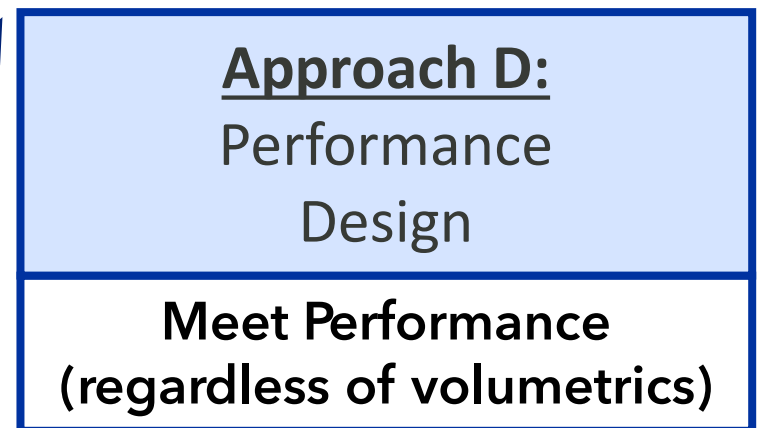 Approach D:
Performance
Design
Meet Performance
(regardless of volumetrics)